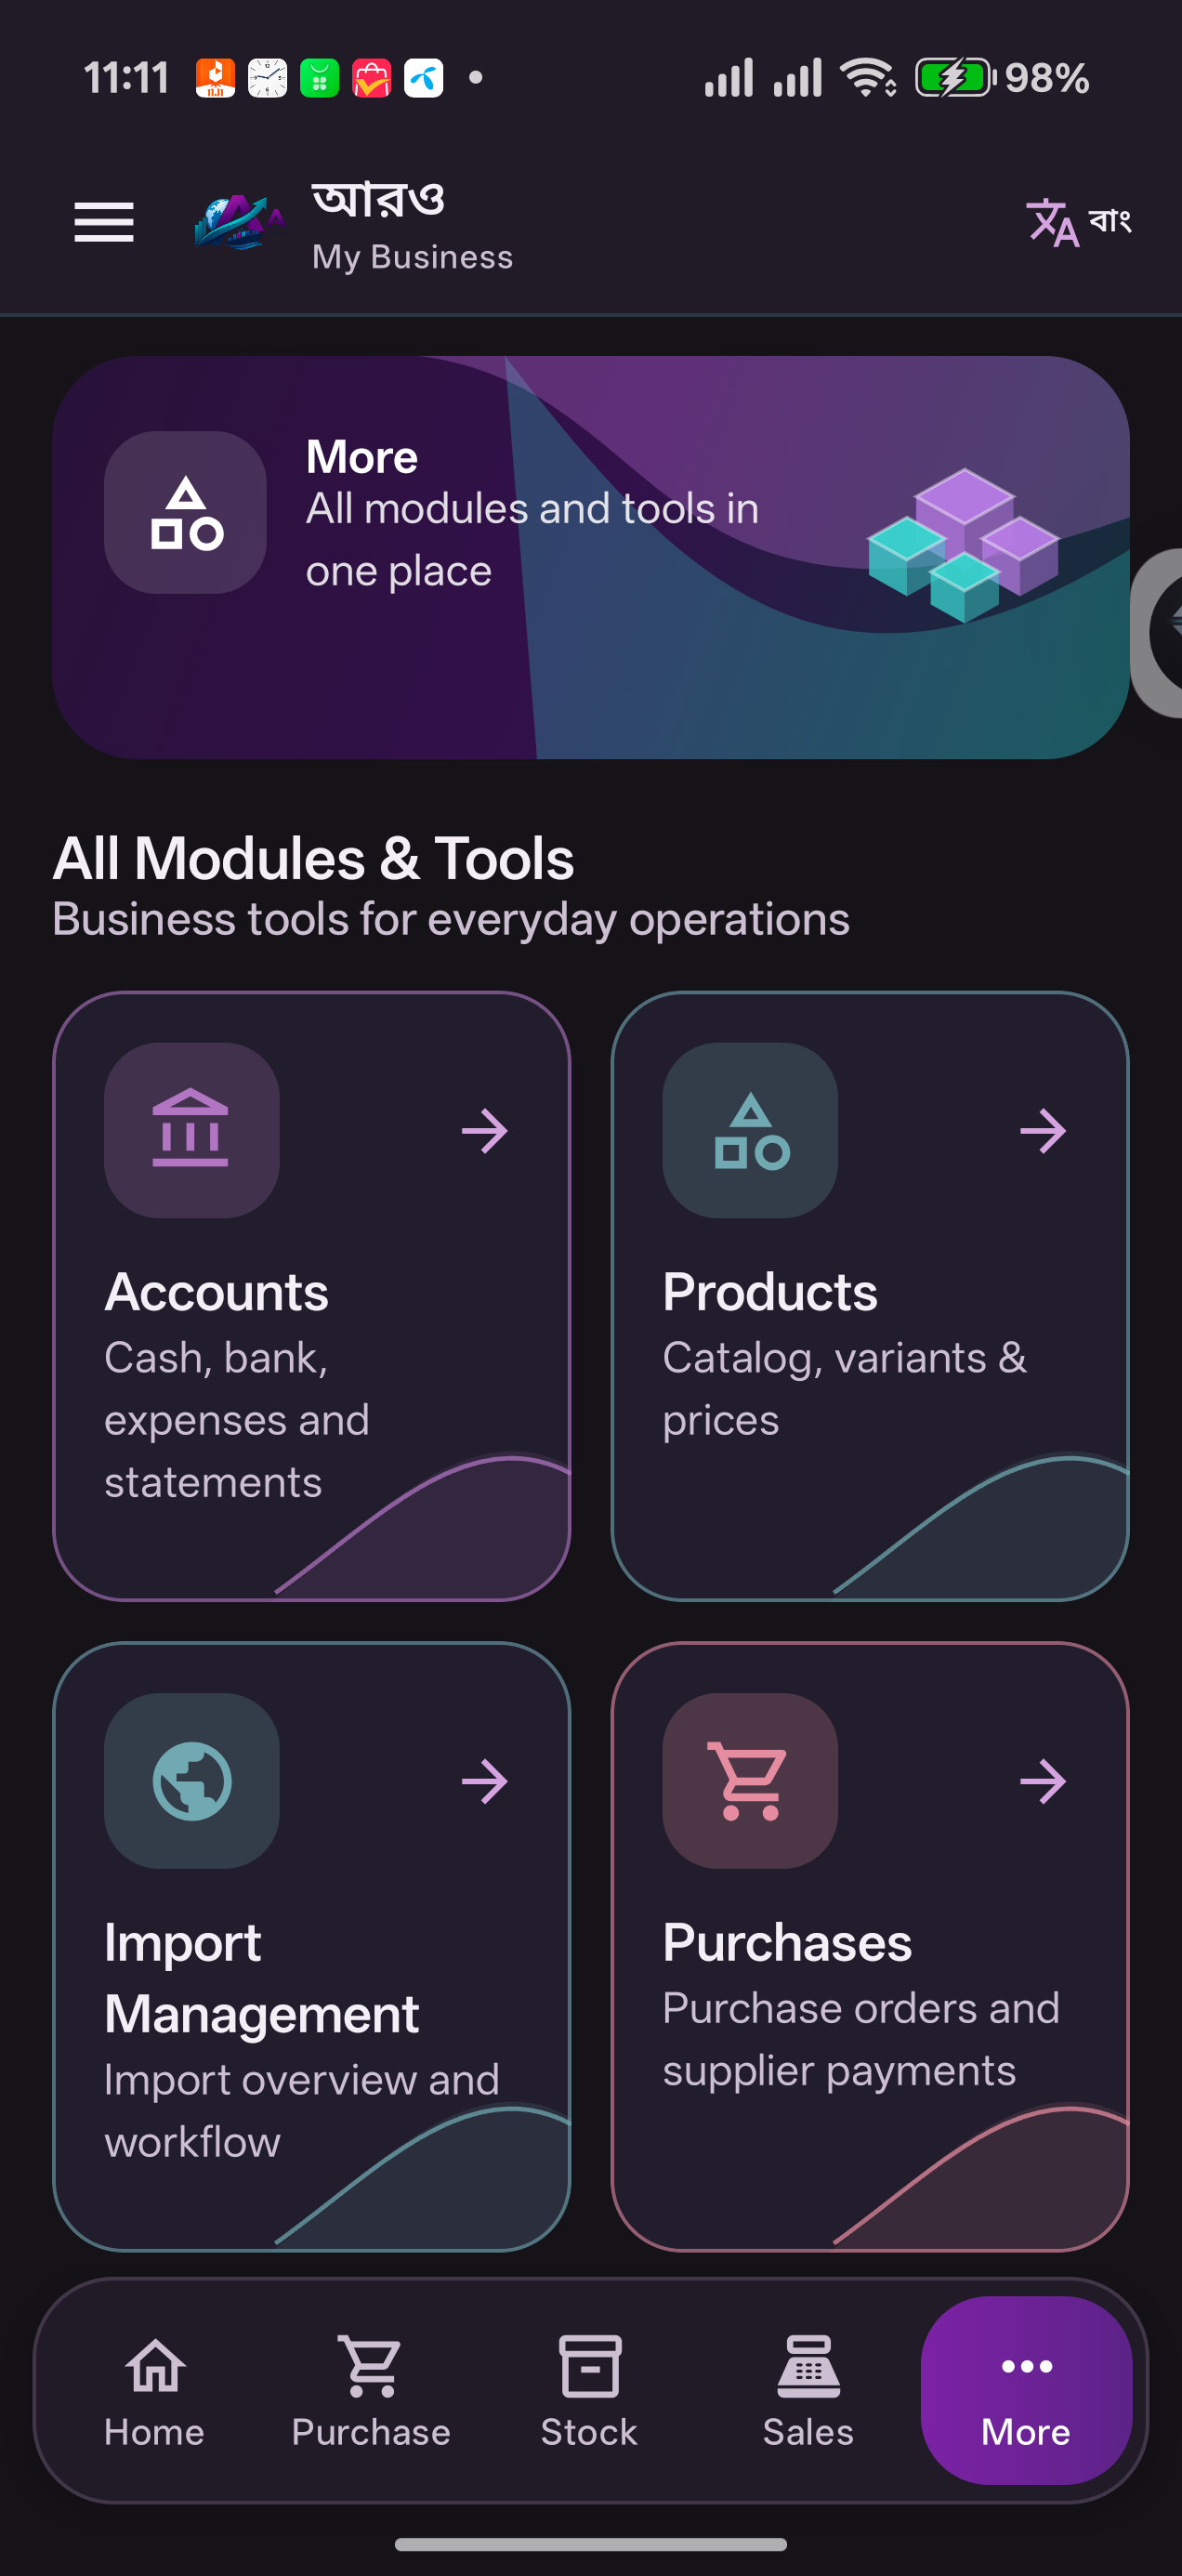 11:11
11.11
98%
আরও
My Business
বাং
More
All modules and tools in
one place
All Modules & Tools
Business tools for everyday operations
Accounts
Cash, bank,
expenses and
statements
Products
Catalog, variants &
prices
Import
Management
Import overview and
workflow
Purchases
Purchase orders and
supplier payments
Home
Purchase
Stock
Sales
More